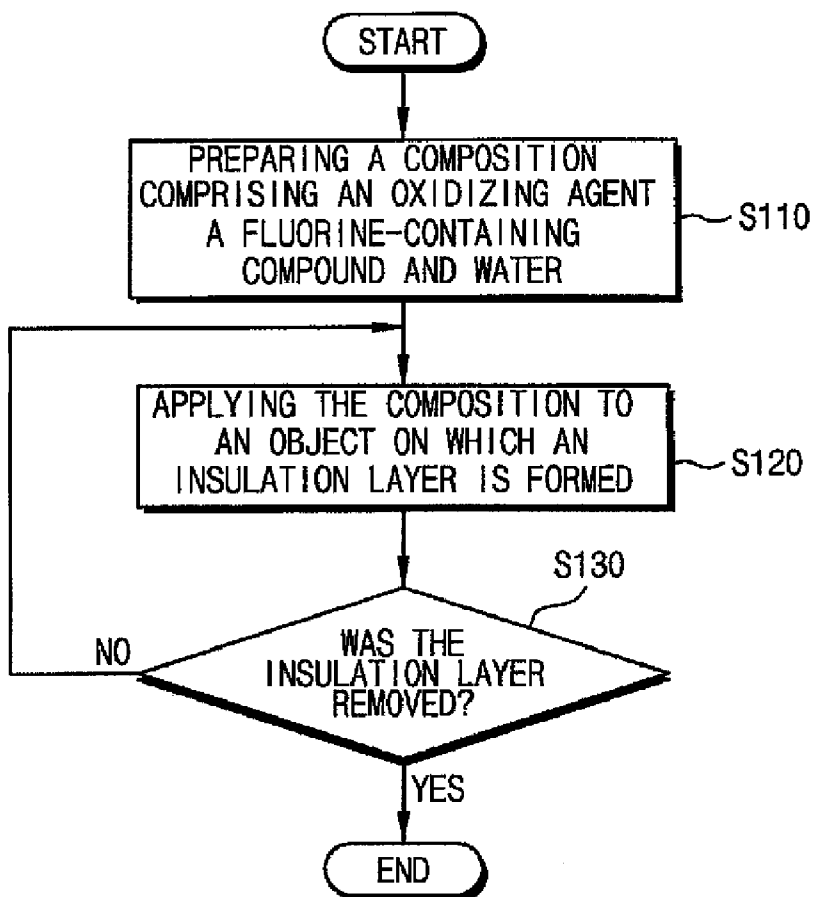 START
PREPARING A COMPOSITION
COMPRISING AN OXIDIZING AGENT
A FLUORINE-CONTAINING
COMPOUND AND WATER
S110
APPLYING THE COMPOSITION TO
AN OBJECT ON WHICH AN
INSULATION LAYER IS FORMED
S120
S130
WAS THE
INSULATION LAYER
REMOVED?
NO
YES
END